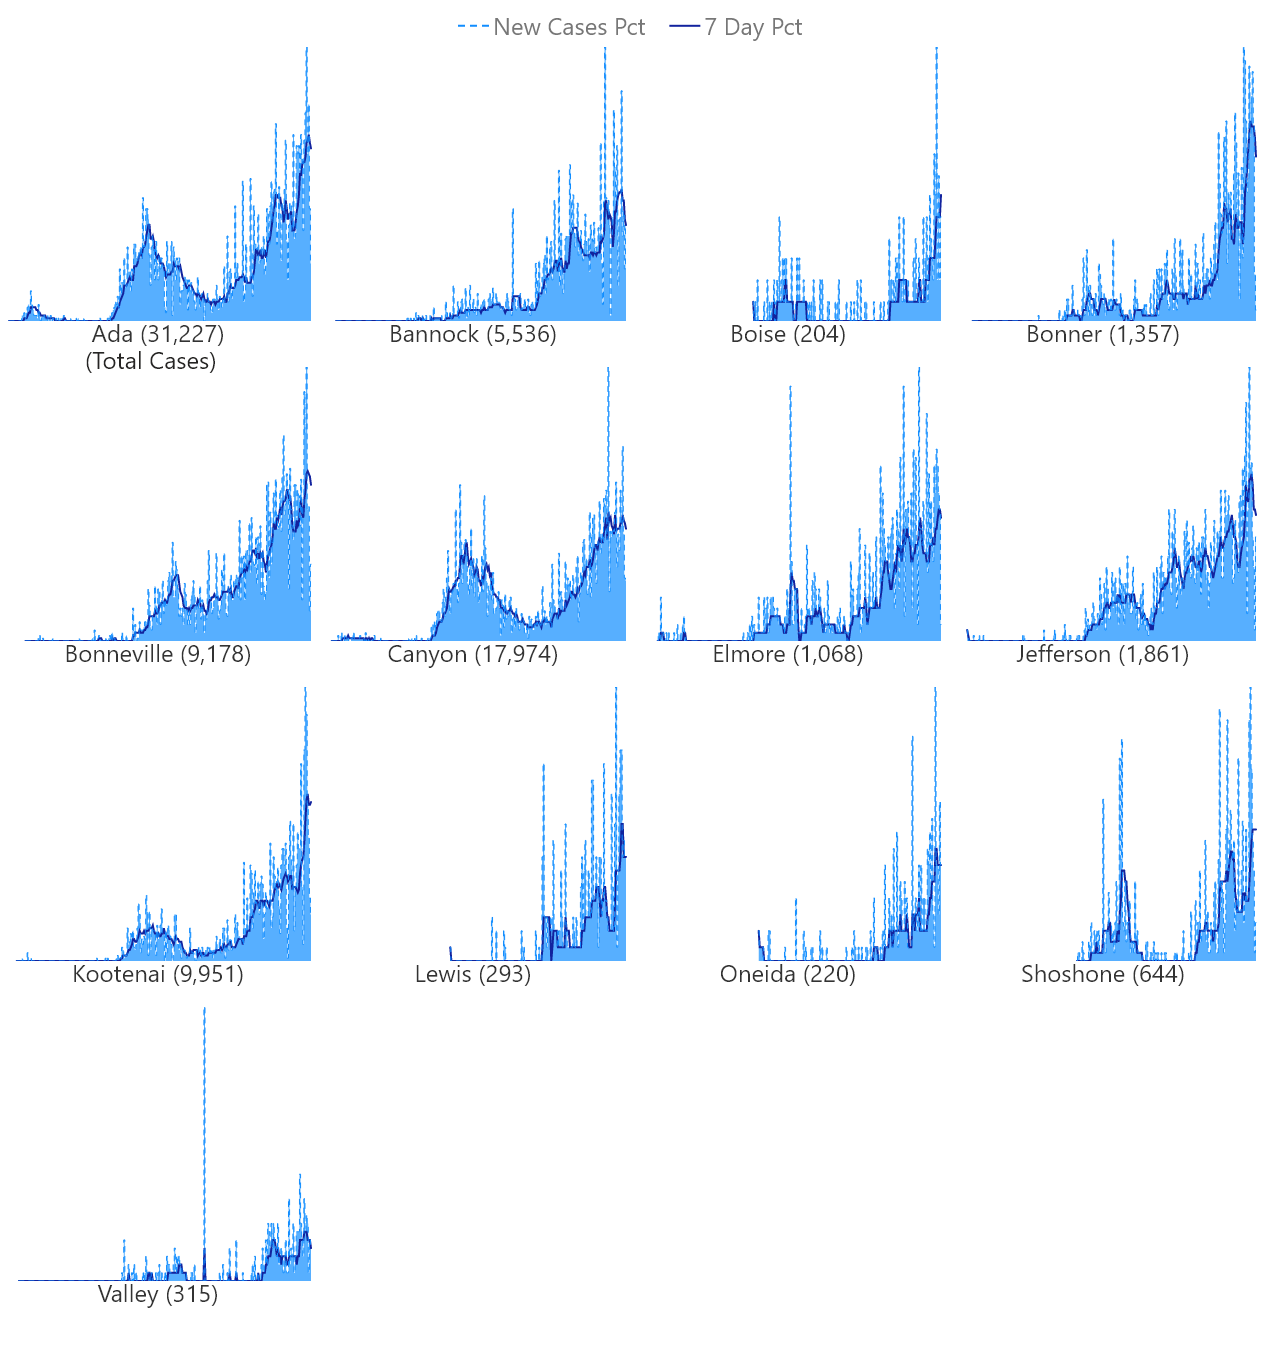 New Cases Pct 7 Day Pct
Ada (31,227) Bannock (5,536) Boise (204) Bonner (1,357)
(Total Cases)
Bonneville (9,178) Canyon (17,974) Elmore (1,068) Jefferson (1,861)
Kootenai (9,951) Lewis (293) Oneida (220) Shoshone (644)
Valley (315)